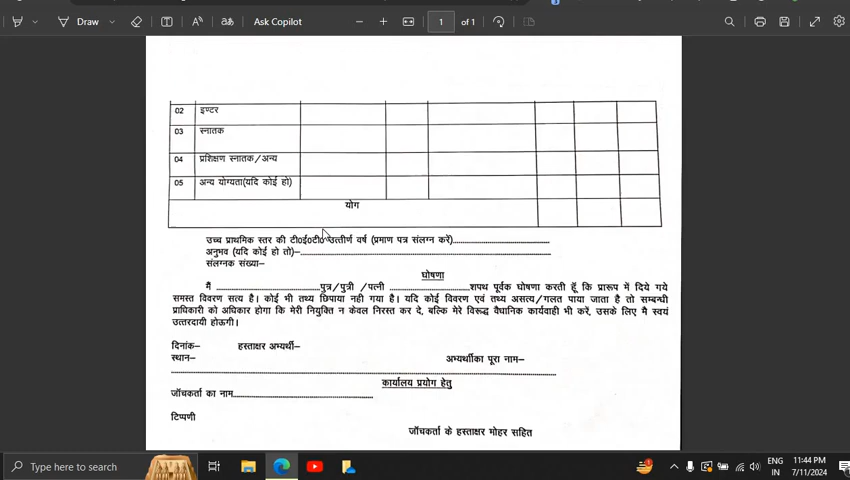 Draw
Ask Copilot
1 of 1
02 इण्टर
03 स्नातक
04 प्रशिक्षण स्नातक/अन्य
05 अन्य योग्यता(यदि कोई हो)
योग
उच्च प्राथमिक स्तर की टी०ई०टी० उत्तीर्ण वर्ष (प्रमाण पत्र संलग्न करें)........................................
अनुभव (यदि कोई हो तो)–........................................
संलग्नक संख्या–
घोषणा
मैं ........................................पुत्र/पुत्री /पत्नी ........................................शपथ पूर्वक घोषणा करती हूँ कि प्रारूप में दिये गये
समस्त विवरण सत्य है। कोई भी तथ्य छिपाया नही गया है। यदि कोई विवरण एवं तथ्य असत्य/गलत पाया जाता है तो सम्बन्धी
प्राधिकारी को अधिकार होगा कि मेरी नियुक्ति न केवल निरस्त कर दे, बल्कि मेरे विरूद्ध वैधानिक कार्यवाही भी करें, उसके लिए मै स्वयं
उत्तरदायी होऊगी।
दिनांक– हस्ताक्षर अभ्यर्थी–
स्थान– अभ्यर्थीका पूरा नाम–
कार्यालय प्रयोग हेतु
जॉचकर्ता का नाम........................................
टिप्पणी
जॉचकर्ता के हस्ताक्षर मोहर सहित
Type here to search
ENG
IN
11:44 PM
7/11/2024